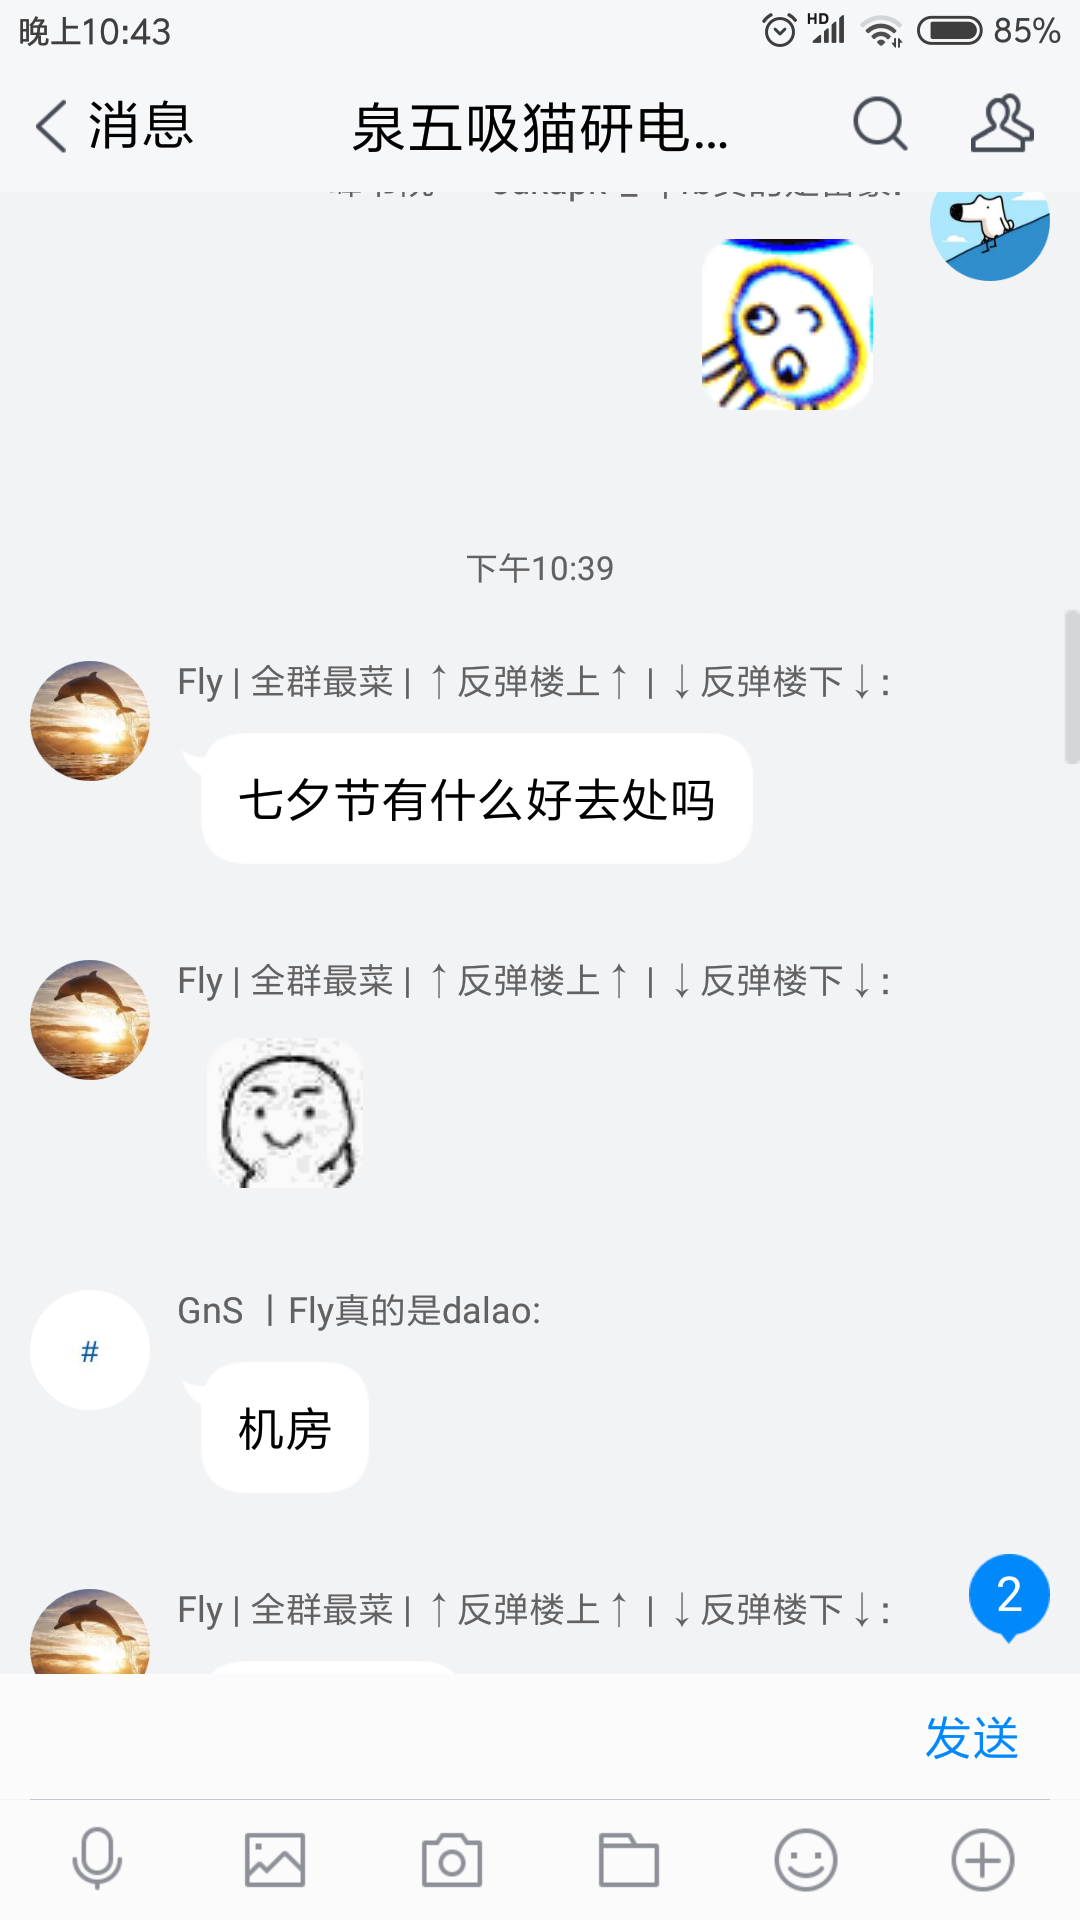 晚上10:43
HD
85%
消息
泉五吸猫研电...
下午10:39
Fly | 全群最菜 | ↑反弹楼上↑ | ↓反弹楼下↓:
七夕节有什么好去处吗
Fly | 全群最菜 | ↑反弹楼上↑ | ↓反弹楼下↓:
#
GnS ｜Fly真的是dalao:
机房
Fly | 全群最菜 | ↑反弹楼上↑ | ↓反弹楼下↓:
2
发送